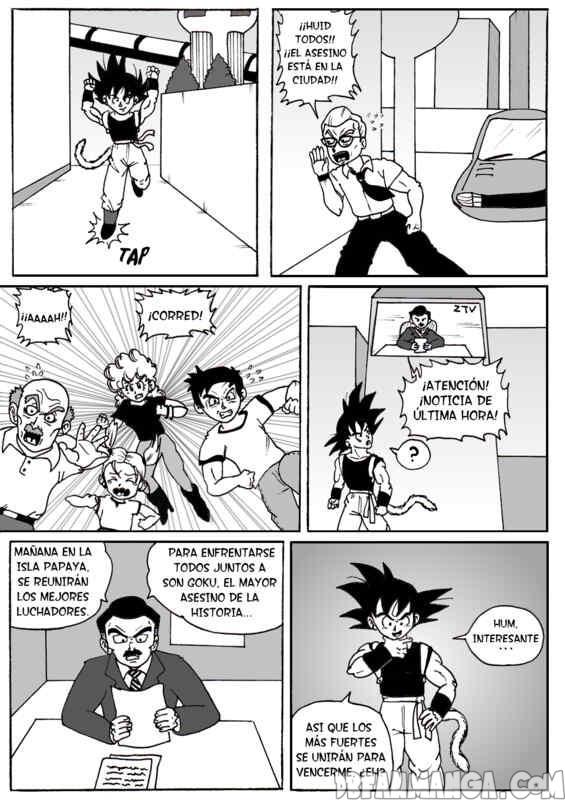 ¡¡HUID
TODOS!!
¡¡EL ASESINO
ESTÁ EN LA
CIUDAD!!
TAP
¡¡AAAAH!!
¡CORRED!
ZTV
¡ATENCIÓN!
¡NOTICIA DE
ÚLTIMA HORA!
?
MAÑANA EN LA
ISLA PAPAYA,
SE REUNIRÁN
LOS MEJORES
LUCHADORES.
PARA ENFRENTARSE
TODOS JUNTOS A
SON GOKU, EL MAYOR
ASESINO DE LA
HISTORIA...
HUM,
INTERESANTE
...
ASI QUE LOS
MÁS FUERTES
SE UNIRÁN PARA
VENCERME, ¿EH?
DBFANMANGA.COM